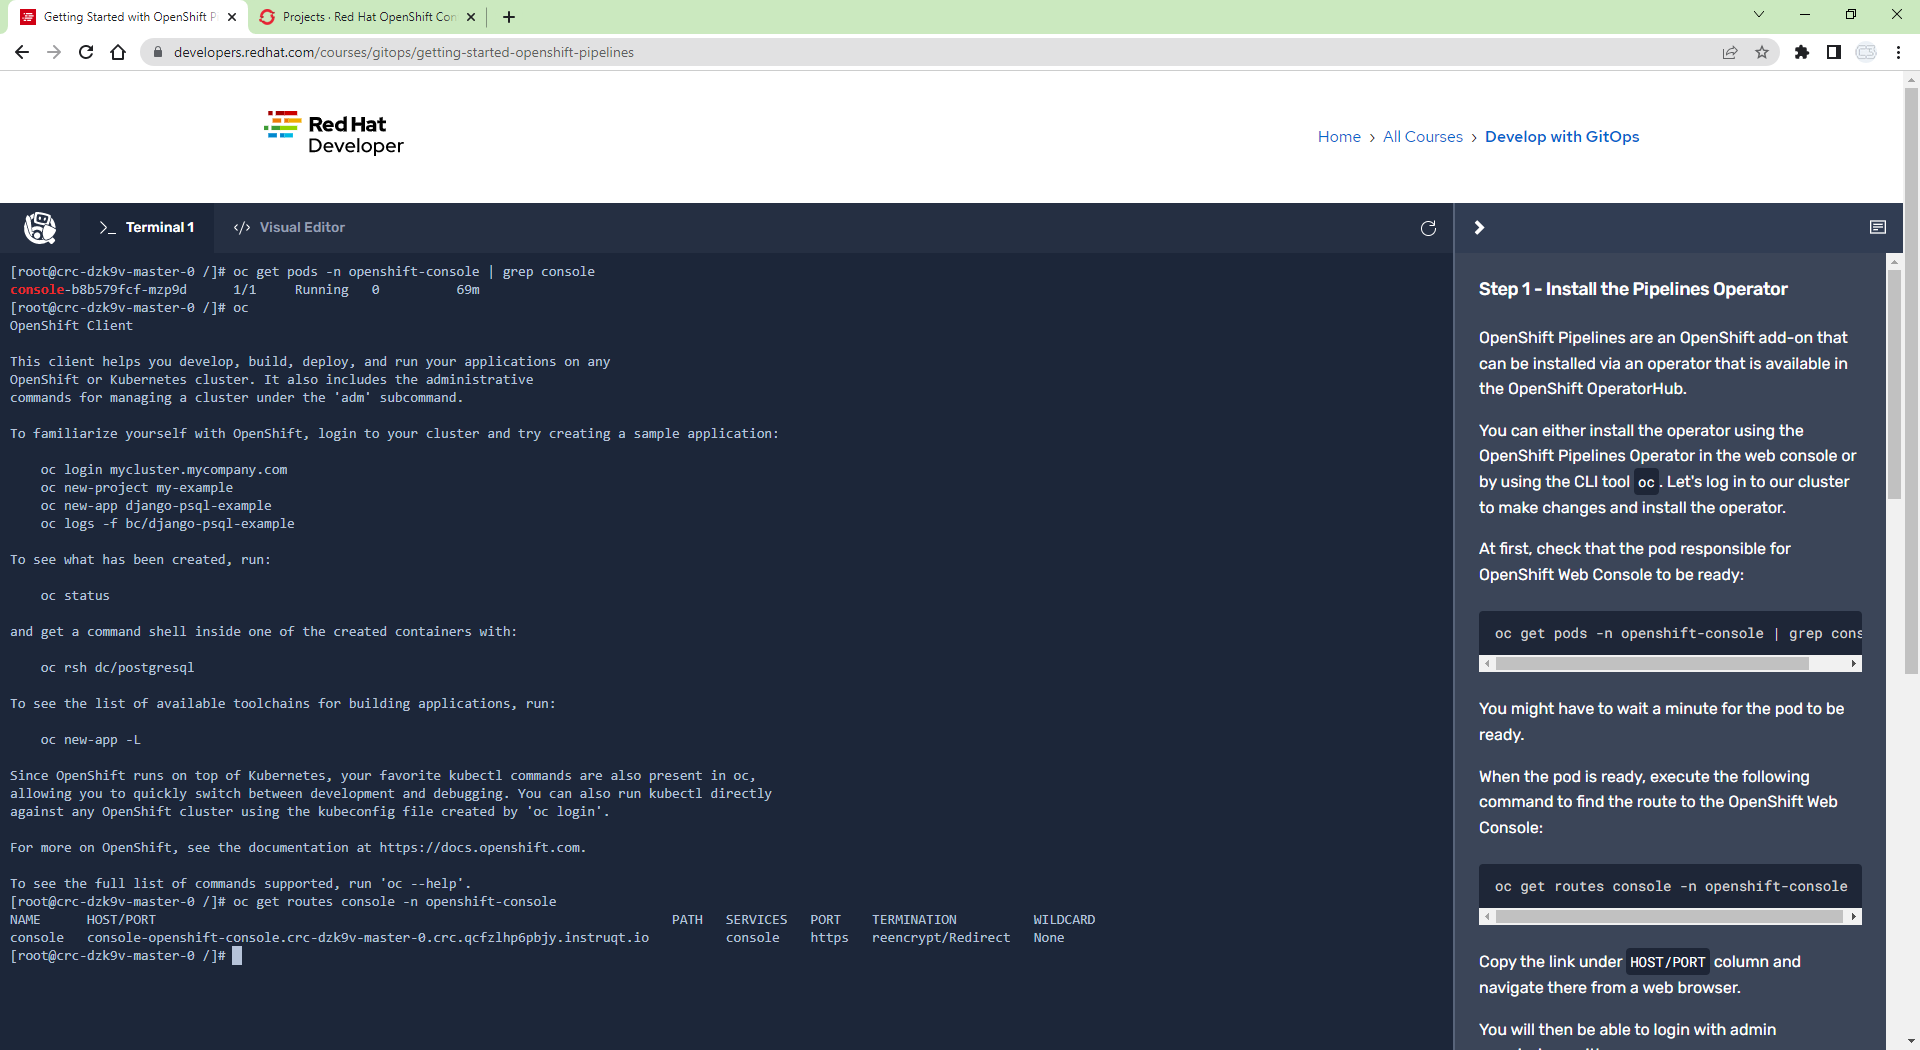 Getting Started with OpenShift P
Projects · Red Hat OpenShift Con
developers.redhat.com/courses/gitops/getting-started-openshift-pipelines
Red Hat
Developer
Home > All Courses > Develop with GitOps
>_ Terminal 1
</> Visual Editor
[root@crc-dzk9v-master-0 /]# oc get pods -n openshift-console | grep console
console-b8b579fcf-mzp9d      1/1     Running   0          69m
[root@crc-dzk9v-master-0 /]# oc
OpenShift Client
This client helps you develop, build, deploy, and run your applications on any
OpenShift or Kubernetes cluster. It also includes the administrative
commands for managing a cluster under the 'adm' subcommand.
To familiarize yourself with OpenShift, login to your cluster and try creating a sample application:
    oc login mycluster.mycompany.com
    oc new-project my-example
    oc new-app django-psql-example
    oc logs -f bc/django-psql-example
To see what has been created, run:
    oc status
and get a command shell inside one of the created containers with:
    oc rsh dc/postgresql
To see the list of available toolchains for building applications, run:
    oc new-app -L
Since OpenShift runs on top of Kubernetes, your favorite kubectl commands are also present in oc,
allowing you to quickly switch between development and debugging. You can also run kubectl directly
against any OpenShift cluster using the kubeconfig file created by 'oc login'.
For more on OpenShift, see the documentation at https://docs.openshift.com.
To see the full list of commands supported, run 'oc --help'.
[root@crc-dzk9v-master-0 /]# oc get routes console -n openshift-console
NAME      HOST/PORT                                                                   PATH   SERVICES   PORT    TERMINATION          WILDCARD
console   console-openshift-console.crc-dzk9v-master-0.crc.qcfzlhp6pbjy.instruqt.io          console    https   reencrypt/Redirect   None
[root@crc-dzk9v-master-0 /]#
Step 1 - Install the Pipelines Operator
OpenShift Pipelines are an OpenShift add-on that
can be installed via an operator that is available in
the OpenShift OperatorHub.
You can either install the operator using the
OpenShift Pipelines Operator in the web console or
by using the CLI tool oc. Let's log in to our cluster
to make changes and install the operator.
At first, check that the pod responsible for
OpenShift Web Console to be ready:
oc get pods -n openshift-console | grep cons
You might have to wait a minute for the pod to be
ready.
When the pod is ready, execute the following
command to find the route to the OpenShift Web
Console:
oc get routes console -n openshift-console
Copy the link under HOST/PORT column and
navigate there from a web browser.
You will then be able to login with admin